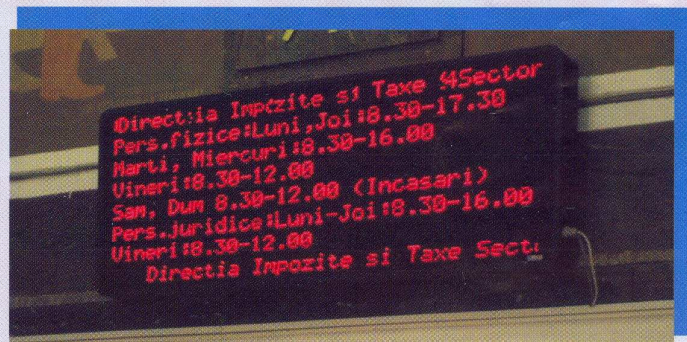 Directia Impozite si Taxe 4Sector
Pers.fizice:Luni,Joi:8.30-17.30
Marti, Miercuri:8.30-16.00
Vineri:8.30-12.00
Sam, Dum 8.30-12.00 (Incasari)
Pers.Juridice:Luni-Joi:8.30-16.00
Vineri:8.30-12.00
Directia Impozite si Taxe Sect